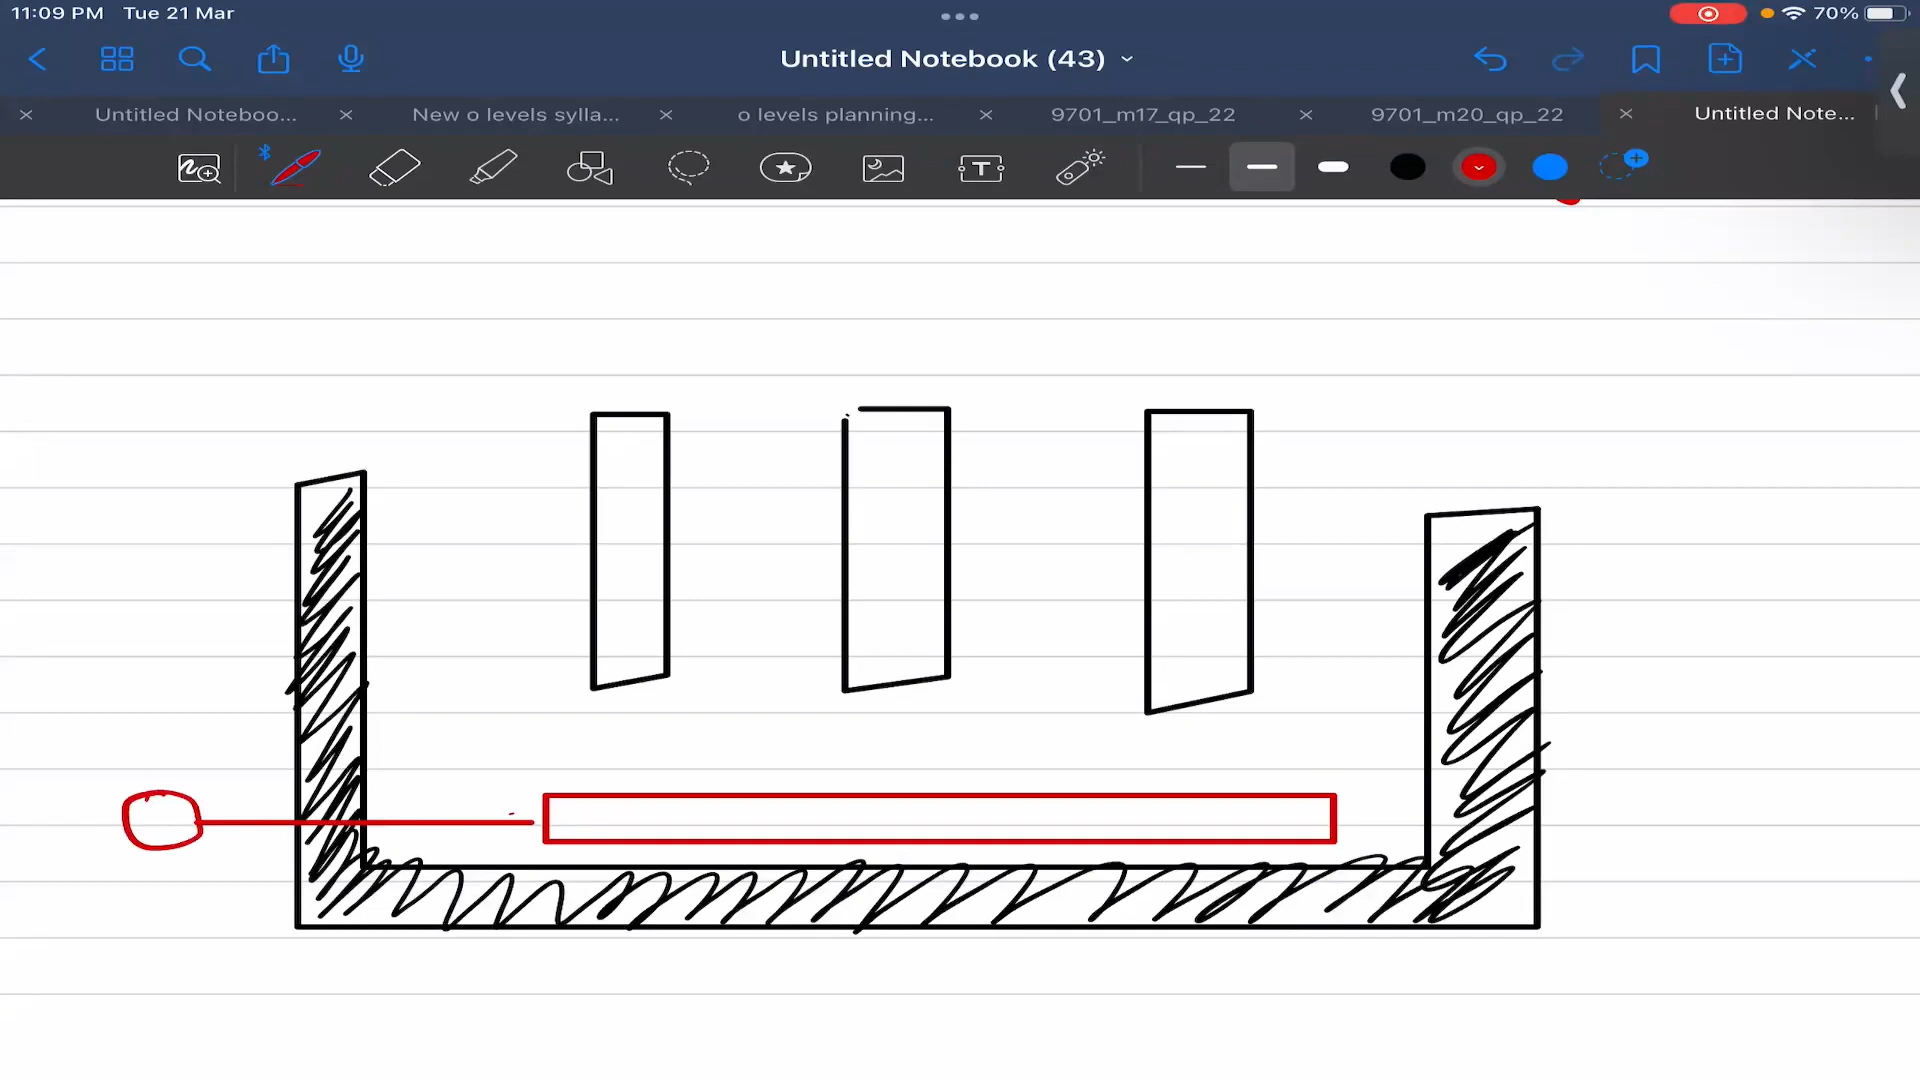 11:09 PM Tue 21 Mar
70%
Untitled Notebook (43)
Untitled Noteboo...
New o levels sylla...
o levels planning...
9701_m17_qp_22
9701_m20_qp_22
Untitled Note...
T